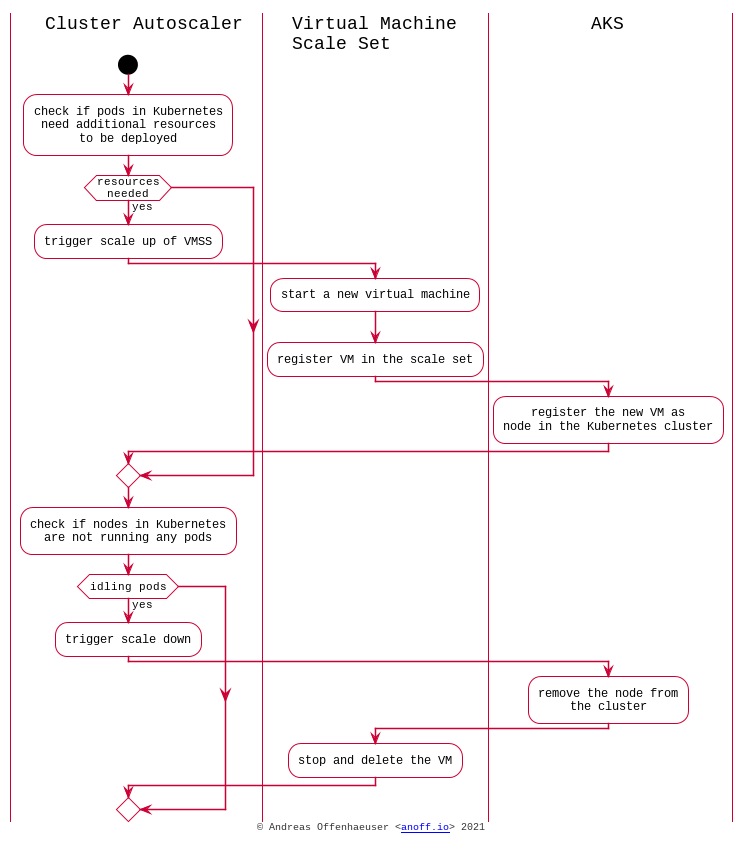 Cluster Autoscaler
Virtual Machine
Scale Set
AKS
check if pods in Kubernetes
need additional resources
to be deployed
resources
needed
yes
trigger scale up of VMSS
start a new virtual machine
register VM in the scale set
register the new VM as
node in the Kubernetes cluster
check if nodes in Kubernetes
are not running any pods
idling pods
yes
trigger scale down
remove the node from
the cluster
stop and delete the VM
© Andreas Offenhaeuser <anoff.io> 2021